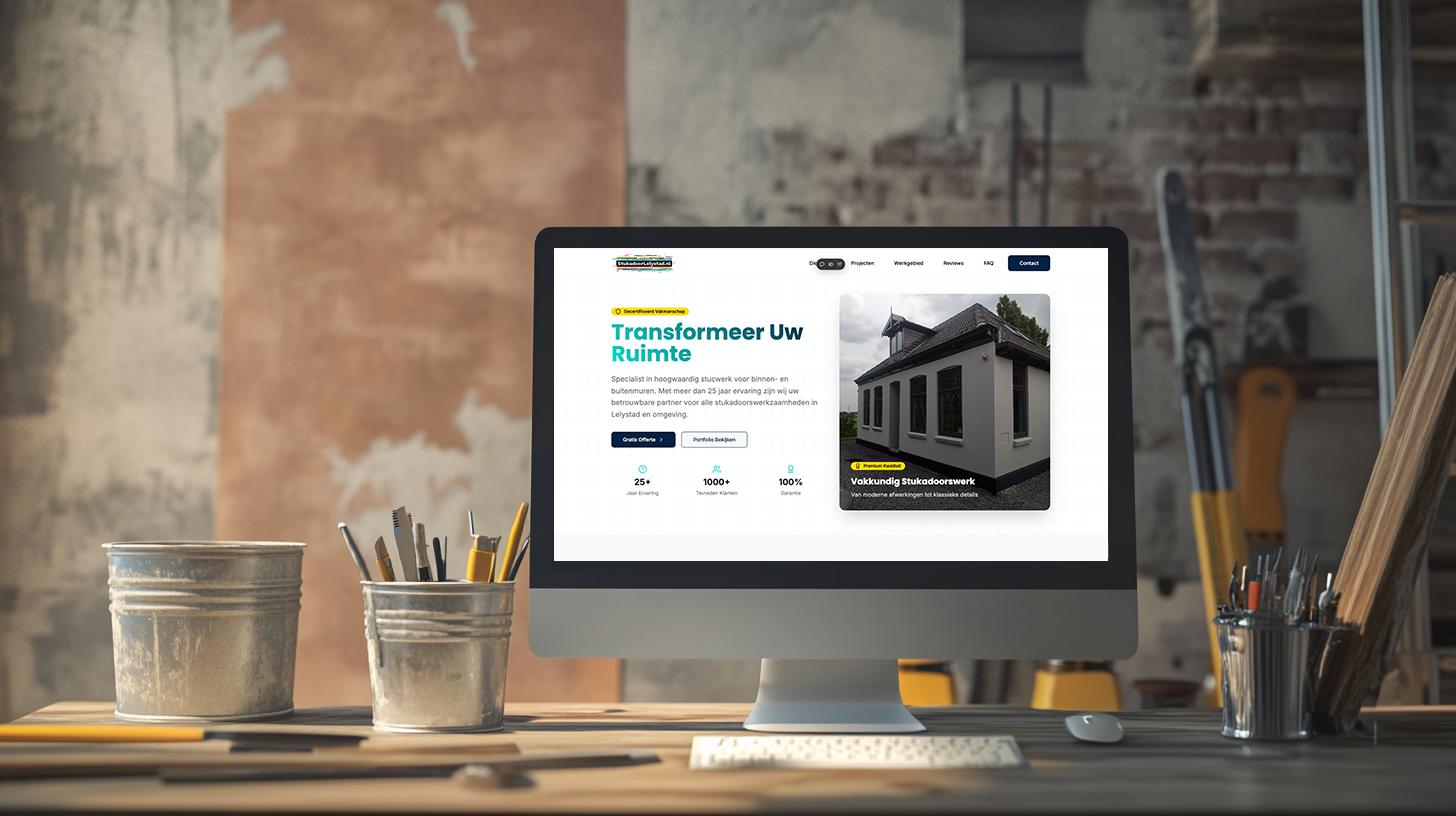 StukadoorLelystad.nl
Projecten
Werkgebied
Reviews
FAQ
Contact
Gecertificeerd Vakmanschap
Transformeer Uw
Ruimte
Specialist in hoogwaardig stucwerk voor binnen- en
buitenmuren. Met meer dan 25 jaar ervaring zijn wij uw
betrouwbare partner voor alle stukadoorswerkzaamheden in
Lelystad en omgeving.
Gratis Offerte
Portfolio Bekijken
25+
1000+
100%
Jaar Ervaring
Tevreden Klanten
Garantie
Premium Kwaliteit
Vakkundig Stukadoorswerk
Van moderne afwerkingen tot klassieke details